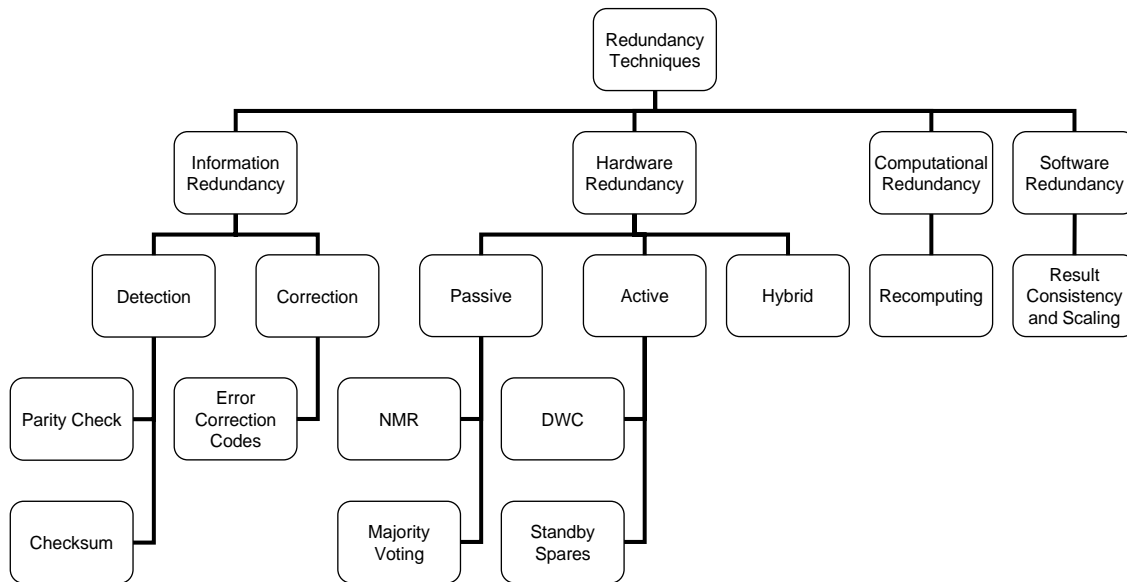 Redundancy
Techniques
Information
Redundancy
Hardware
Redundancy
Computational
Redundancy
Software
Redundancy
Detection
Correction
Passive
Active
Hybrid
Recomputing
Result
Consistency
and Scaling
Parity Check
Error
Correction
Codes
NMR
DWC
Checksum
Majority
Voting
Standby
Spares